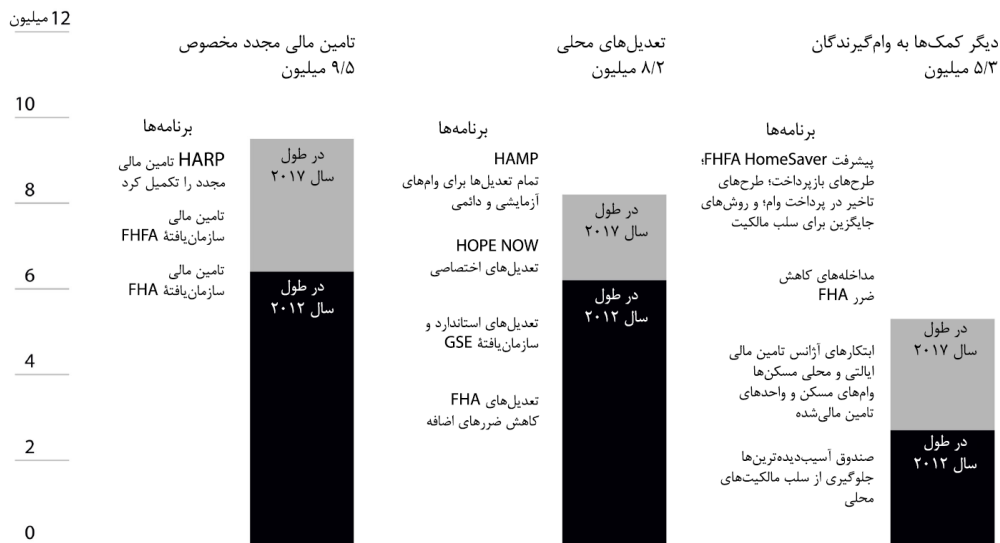 12 میلیون
10
8
6
4
2
0
دیگر کمک‌ها به وام‌گیرندگان
۵/۳ میلیون
برنامه‌ها
پیشرفت FHFA HomeSaver؛
طرح‌های بازپرداخت؛ طرح‌های
تاخیر در پرداخت وام؛ و روش‌های
جایگزین برای سلب مالکیت
مداخله‌های کاهش
ضرر FHA
ابتکارهای آژانس تامین مالی
ایالتی و محلی مسکن‌ها
وام‌های مسکن و واحدهای
تامین مالی‌شده
صندوق آسیب‌دیده‌ترین‌ها
جلوگیری از سلب مالکیت‌های
محلی
در طول
سال ۲۰۱۷
در طول
سال ۲۰۱۲
تعدیل‌های محلی
۸/۲ میلیون
برنامه‌ها
HAMP
تمام تعدیل‌ها برای وام‌های
آزمایشی و دائمی
HOPE NOW
تعدیل‌های اختصاصی
تعدیل‌های استاندارد و
سازمان‌یافتهٔ GSE
تعدیل‌های FHA
کاهش ضررهای اضافه
در طول
سال ۲۰۱۷
در طول
سال ۲۰۱۲
تامین مالی مجدد مخصوص
۹/۵ میلیون
برنامه‌ها
HARP تامین مالی
مجدد را تکمیل کرد
تامین مالی
سازمان‌یافتهٔ FHFA
تامین مالی
سازمان‌یافتهٔ FHA
در طول
سال ۲۰۱۷
در طول
سال ۲۰۱۲